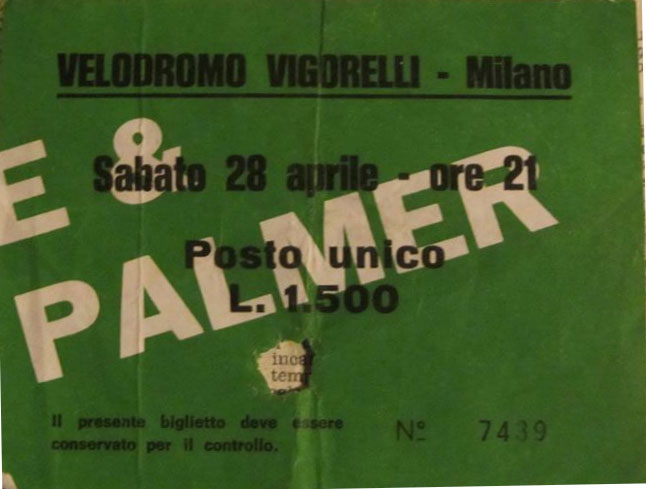 VELODROMO VIGORELLI - Milano
E &
Sabato 28 aprile - ore 21
PALMER
Posto unico
L. 1.500
Il presente biglietto deve essere
conservato per il controllo.
Nº 7439